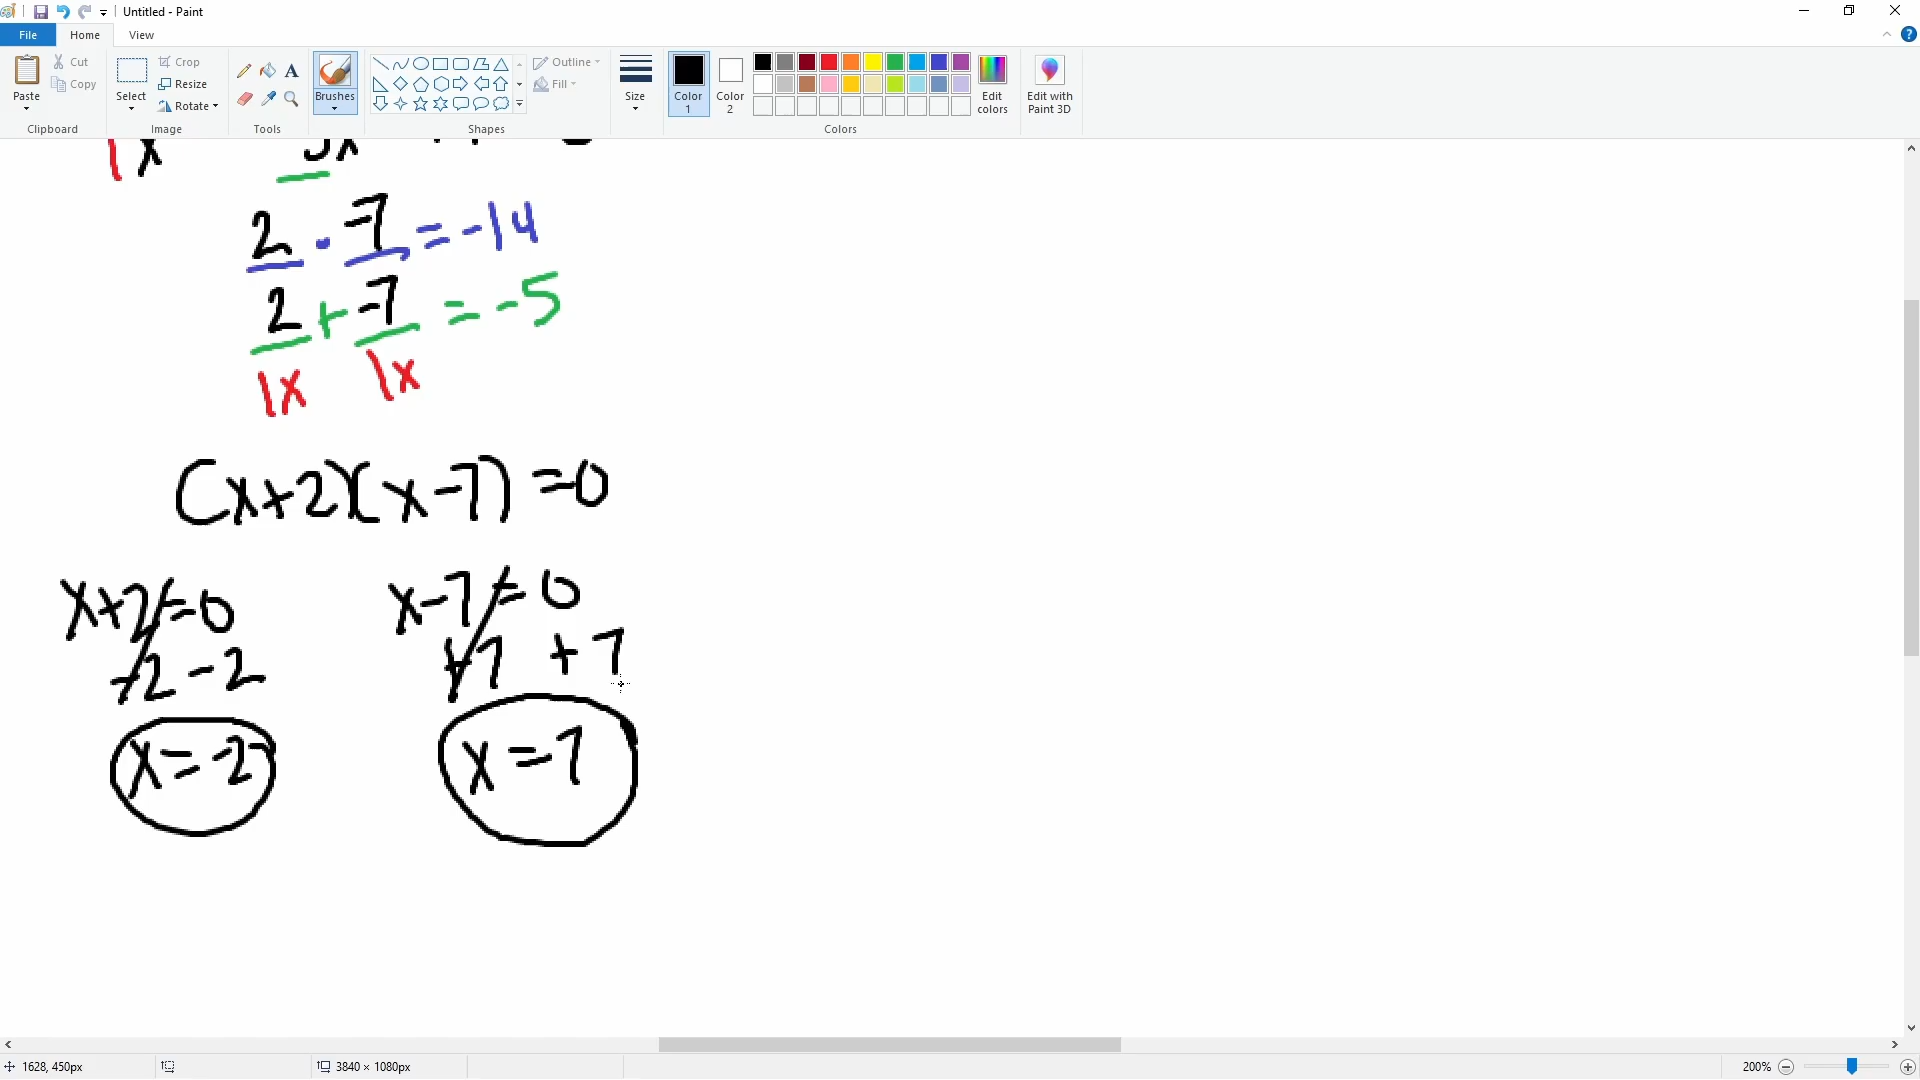 Untitled - Paint
File Home View
Paste
Cut
Copy
Clipboard
Select
Crop
Resize
Rotate
Image
Tools
Brushes
Shapes
Outline
Fill
Size
Color 1
Color 2
Edit colors
Edit with Paint 3D
Colors
2 · -7 = -14
2 + -7 = -5
1x 1x
(x+2)(x-7) =0
x+2=0 x-7=0
-2 -2 +7 +7
x=-2 x=7
1628, 450px 3840 × 1080px 200%